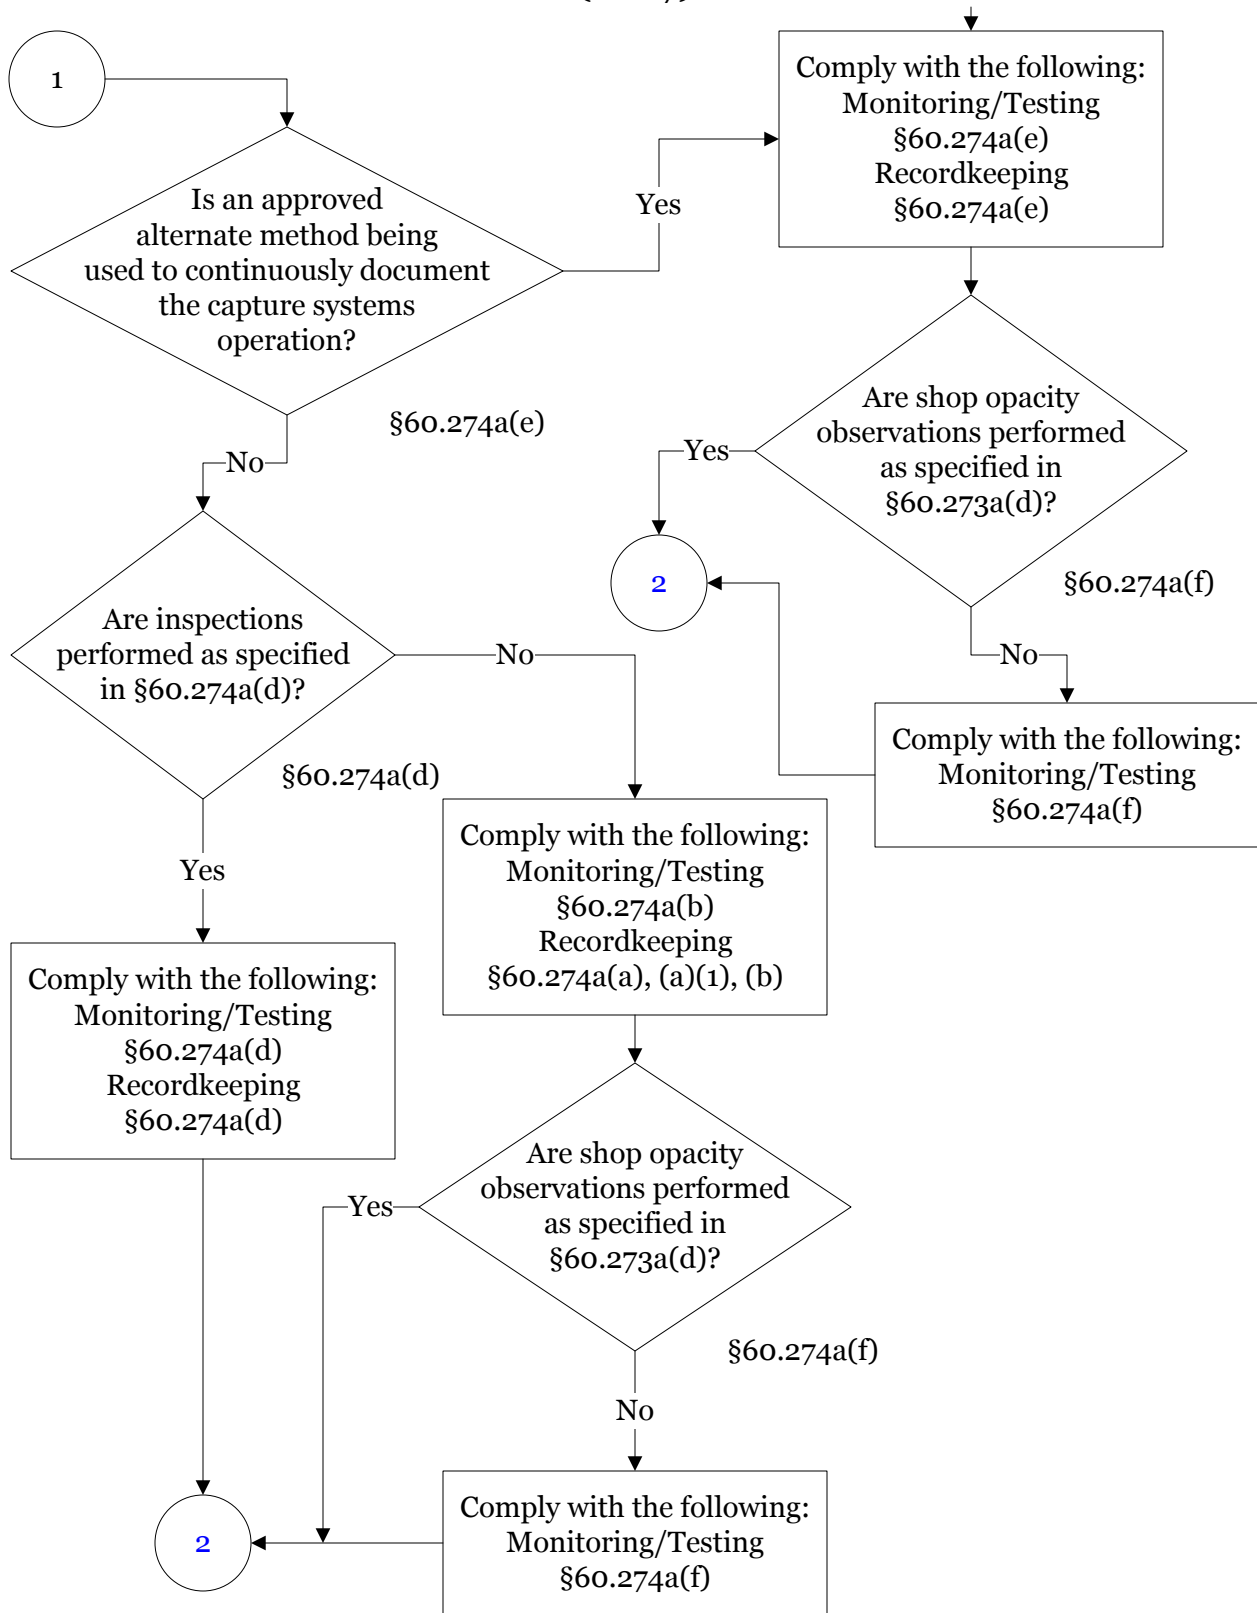 1
Is an approved
alternate method being
used to continuously document
the capture systems
operation?
§60.274a(e)
Yes
No
Comply with the following:
Monitoring/Testing
§60.274a(e)
Recordkeeping
§60.274a(e)
Are shop opacity
observations performed
as specified in
§60.273a(d)?
§60.274a(f)
Yes
2
No
Comply with the following:
Monitoring/Testing
§60.274a(f)
Are inspections
performed as specified
in §60.274a(d)?
§60.274a(d)
No
Yes
Comply with the following:
Monitoring/Testing
§60.274a(d)
Recordkeeping
§60.274a(d)
Comply with the following:
Monitoring/Testing
§60.274a(b)
Recordkeeping
§60.274a(a), (a)(1), (b)
Are shop opacity
observations performed
as specified in
§60.273a(d)?
§60.274a(f)
Yes
No
2
Comply with the following:
Monitoring/Testing
§60.274a(f)